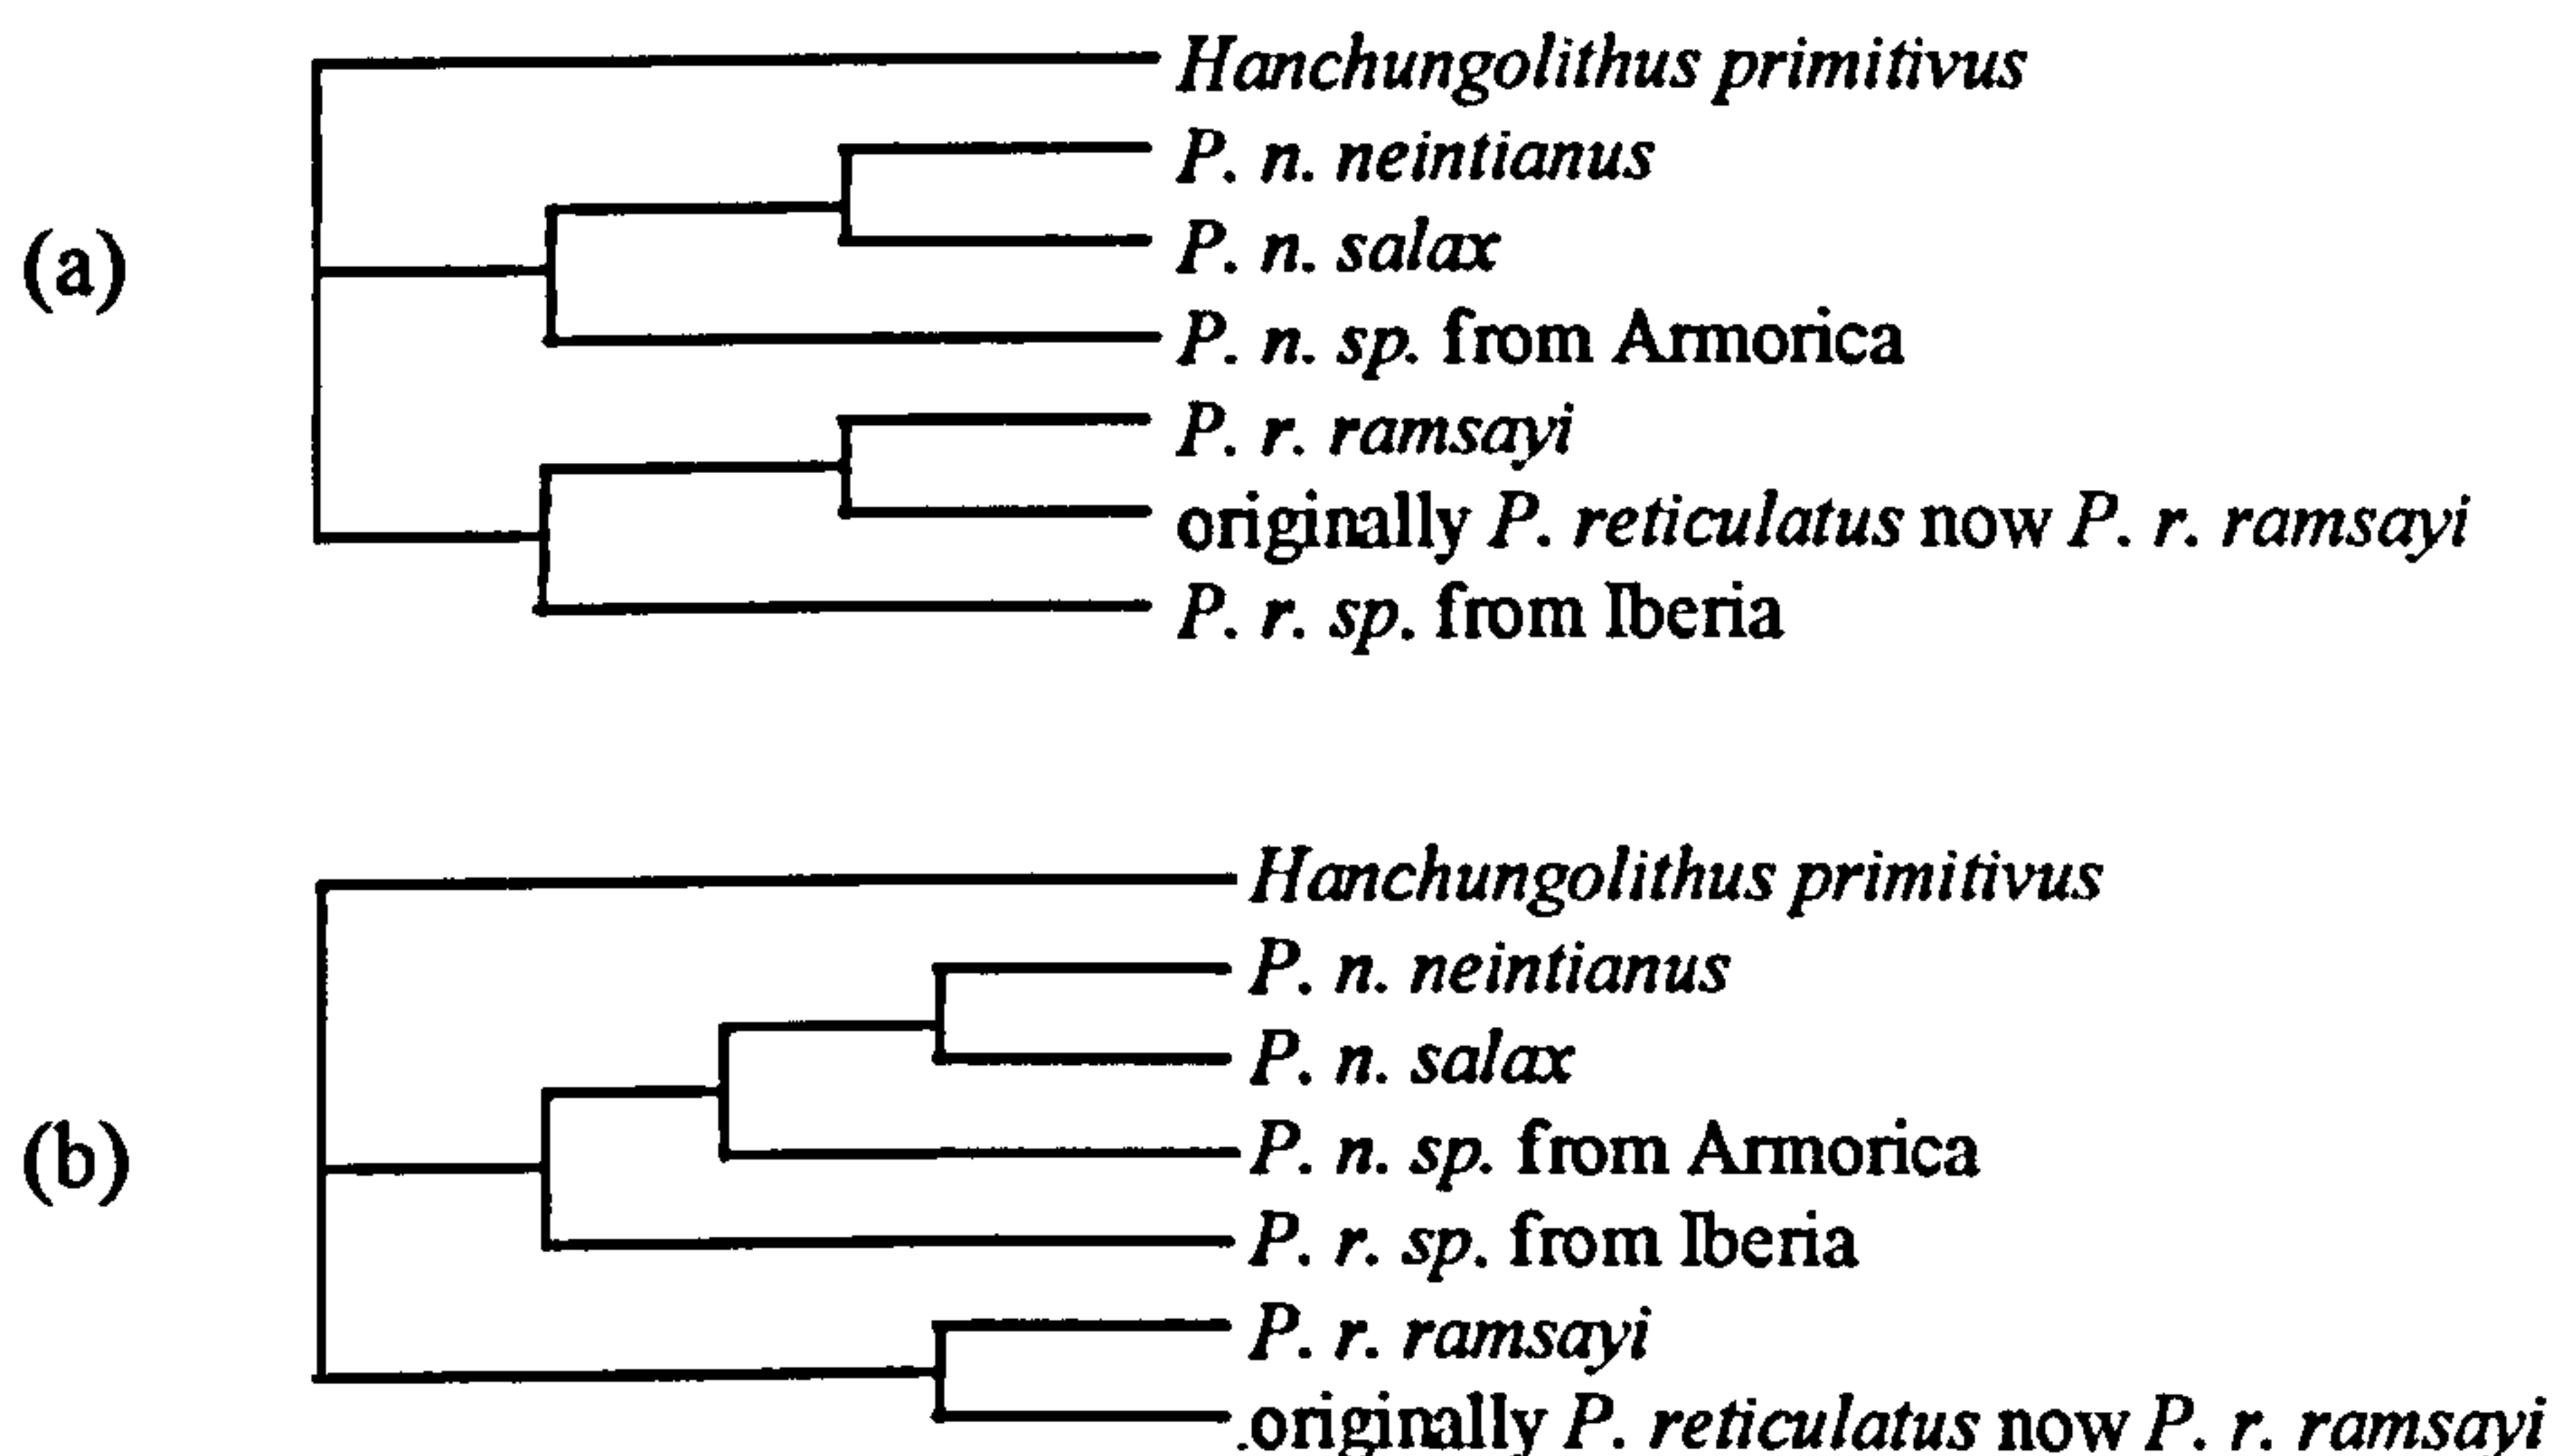 (a)
Hanchungolithus primitivus
P. n. neintianus
P. n. salax
P. n. sp. from Armorica
P. r. ramsayi
originally P. reticulatus now P. r. ramsayi
P. r. sp. from Iberia
(b)
Hanchungolithus primitivus
P. n. neintianus
P. n. salax
P. n. sp. from Armorica
P. r. sp. from Iberia
P. r. ramsayi
originally P. reticulatus now P. r. ramsayi